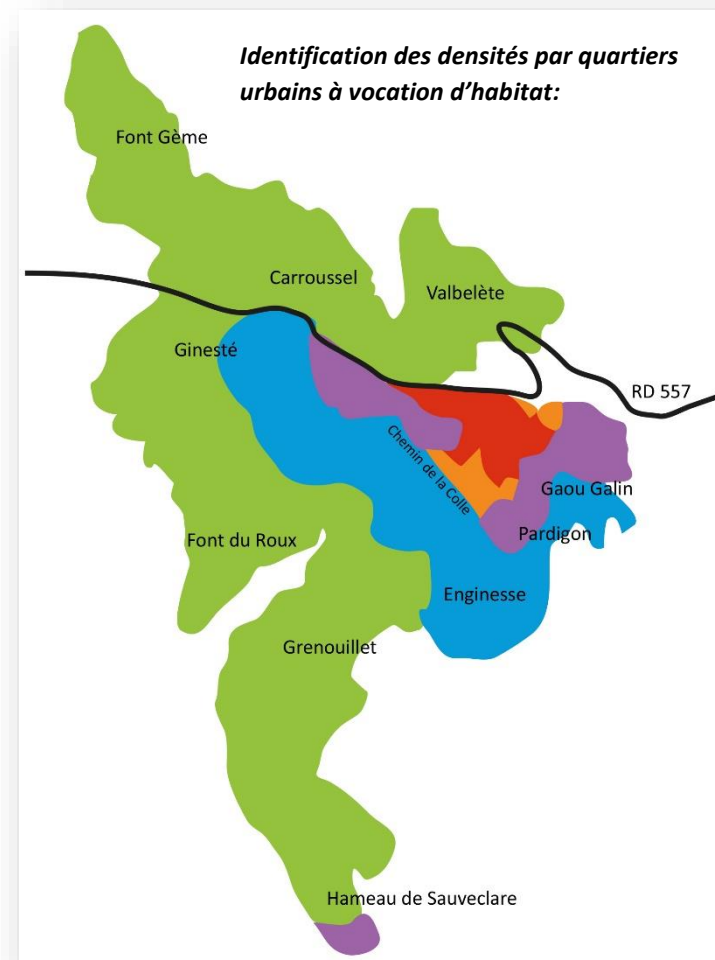 Identification des densités par quartiers
urbains à vocation d’habitat:
Font Gème
Carroussel
Valbelète
Ginesté
RD 557
Chemin de la Colle
Gaou Galin
Pardigon
Font du Roux
Enginesse
Grenouillet
Hameau de Sauveclare